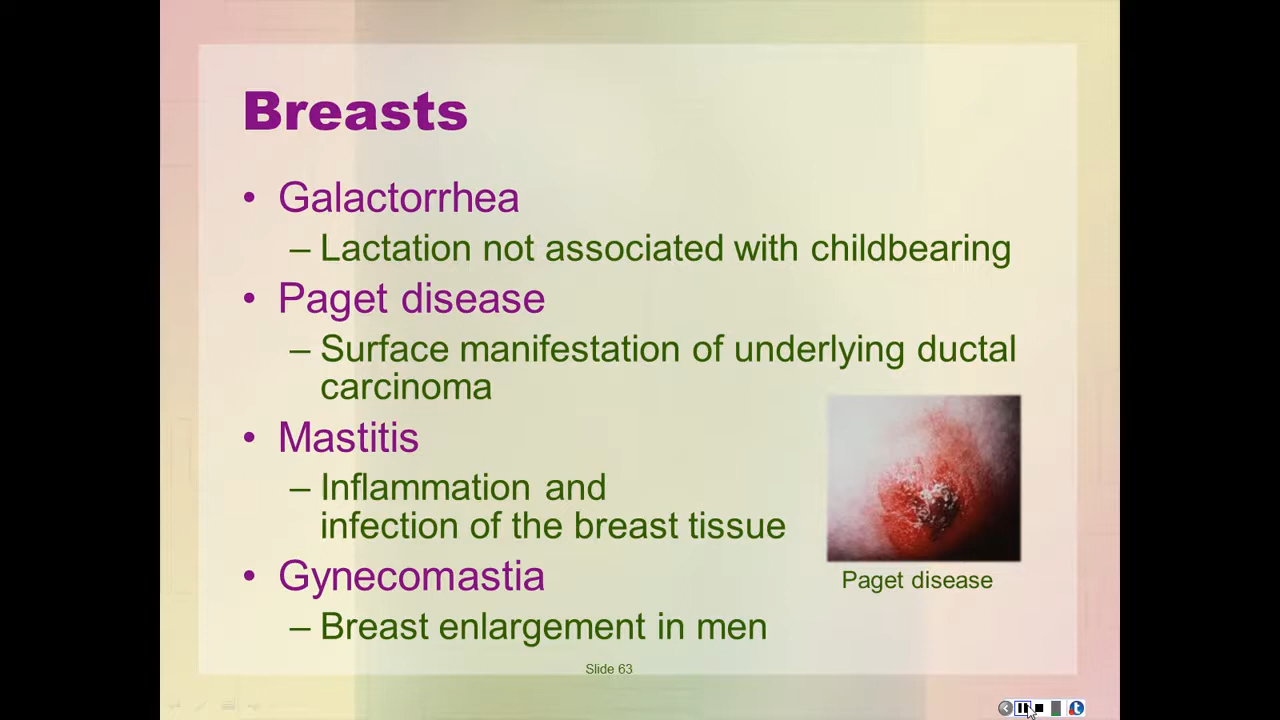 Breasts
• Galactorrhea
– Lactation not associated with childbearing
• Paget disease
– Surface manifestation of underlying ductal
carcinoma
• Mastitis
– Inflammation and
infection of the breast tissue
• Gynecomastia
– Breast enlargement in men
Paget disease
Slide 63